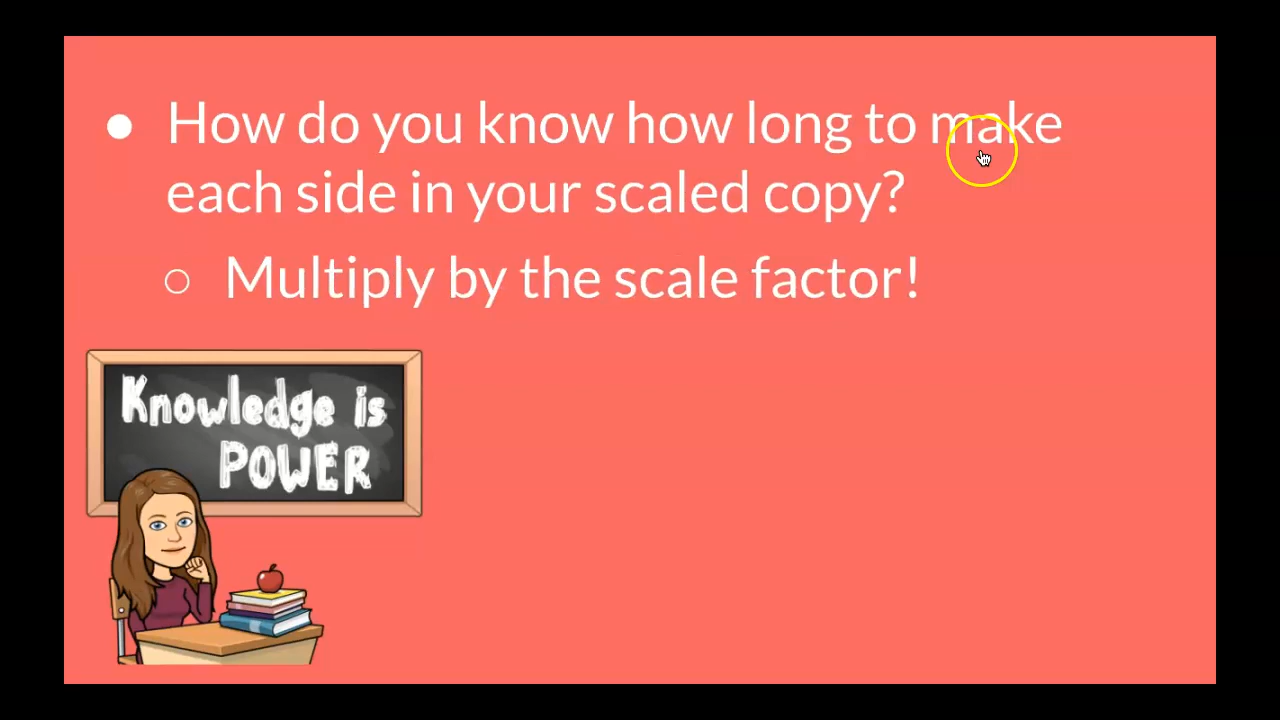 ● How do you know how long to make
each side in your scaled copy?
○ Multiply by the scale factor!
Knowledge is
POWER